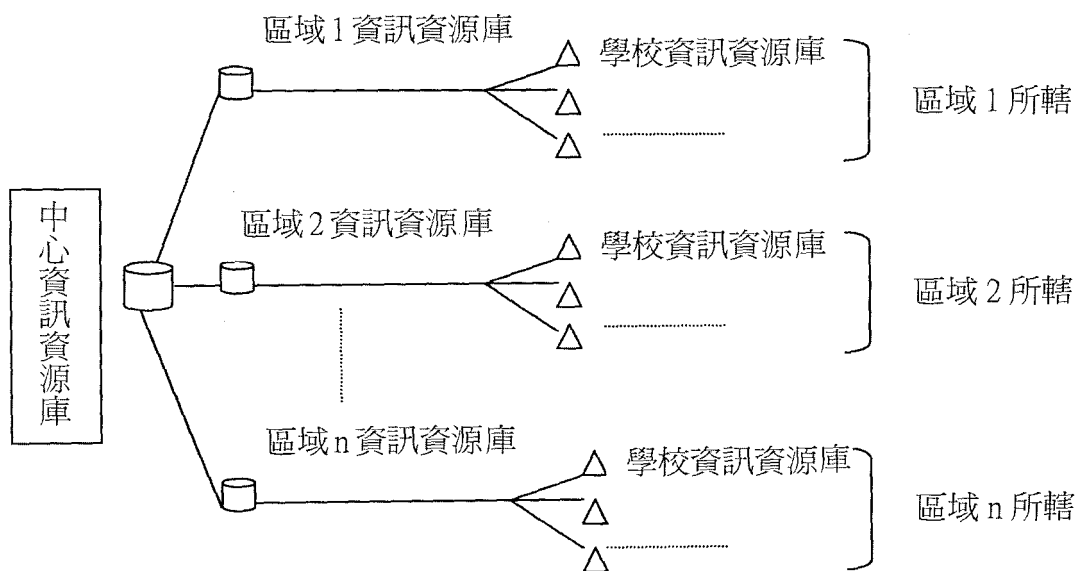 區域1資訊資源庫
學校資訊資源庫
區域1所轄
中心資訊資源庫
區域2資訊資源庫
學校資訊資源庫
區域2所轄
區域n資訊資源庫
學校資訊資源庫
區域n所轄